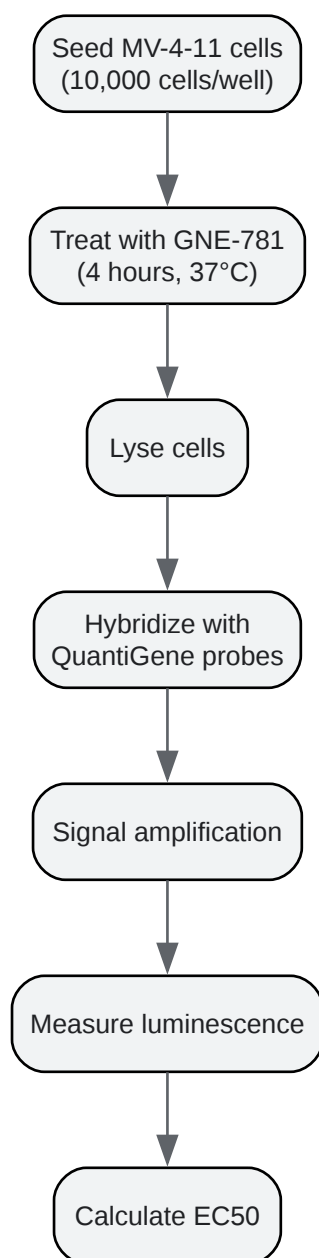 Seed MV-4-11 cells
(10,000 cells/well)
Treat with GNE-781
(4 hours, 37°C)
Lyse cells
Hybridize with
QuantiGene probes
Signal amplification
Measure luminescence
Calculate EC50